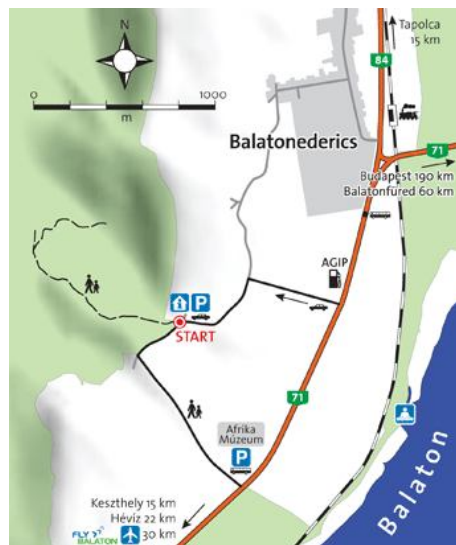 N
Tapolca
15 km
84
0
1000
m
Balatonederics
71
Budapest 190 km
Balatonfüred 60 km
AGIP
i P
START
71
Afrika
Múzeum
P
Balaton
Keszthely 15 km
Hévíz 22 km
FLY BALATON 30 km